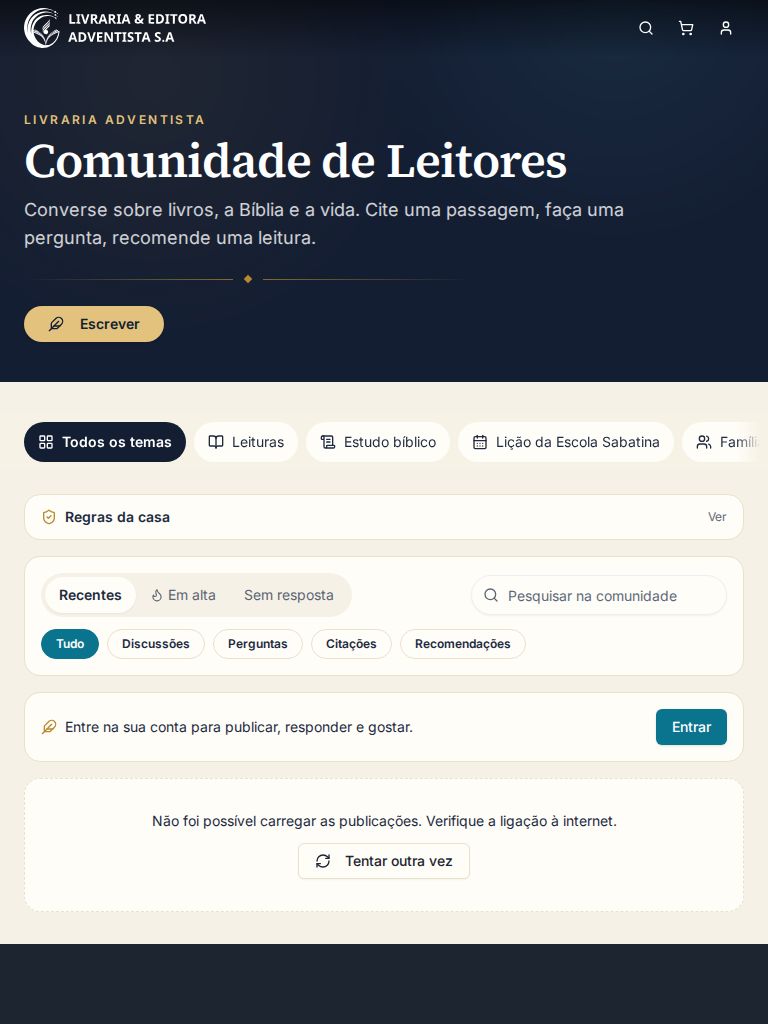 LIVRARIA & EDITORA
ADVENTISTA S.A
LIVRARIA ADVENTISTA
Comunidade de Leitores
Converse sobre livros, a Bíblia e a vida. Cite uma passagem, faça uma
pergunta, recomende uma leitura.
Escrever
Todos os temas
Leituras
Estudo bíblico
Lição da Escola Sabatina
Regras da casa
Ver
Recentes
Em alta
Sem resposta
Pesquisar na comunidade
Tudo
Discussões
Perguntas
Citações
Recomendações
Entre na sua conta para publicar, responder e gostar.
Entrar
Não foi possível carregar as publicações. Verifique a ligação à internet.
Tentar outra vez